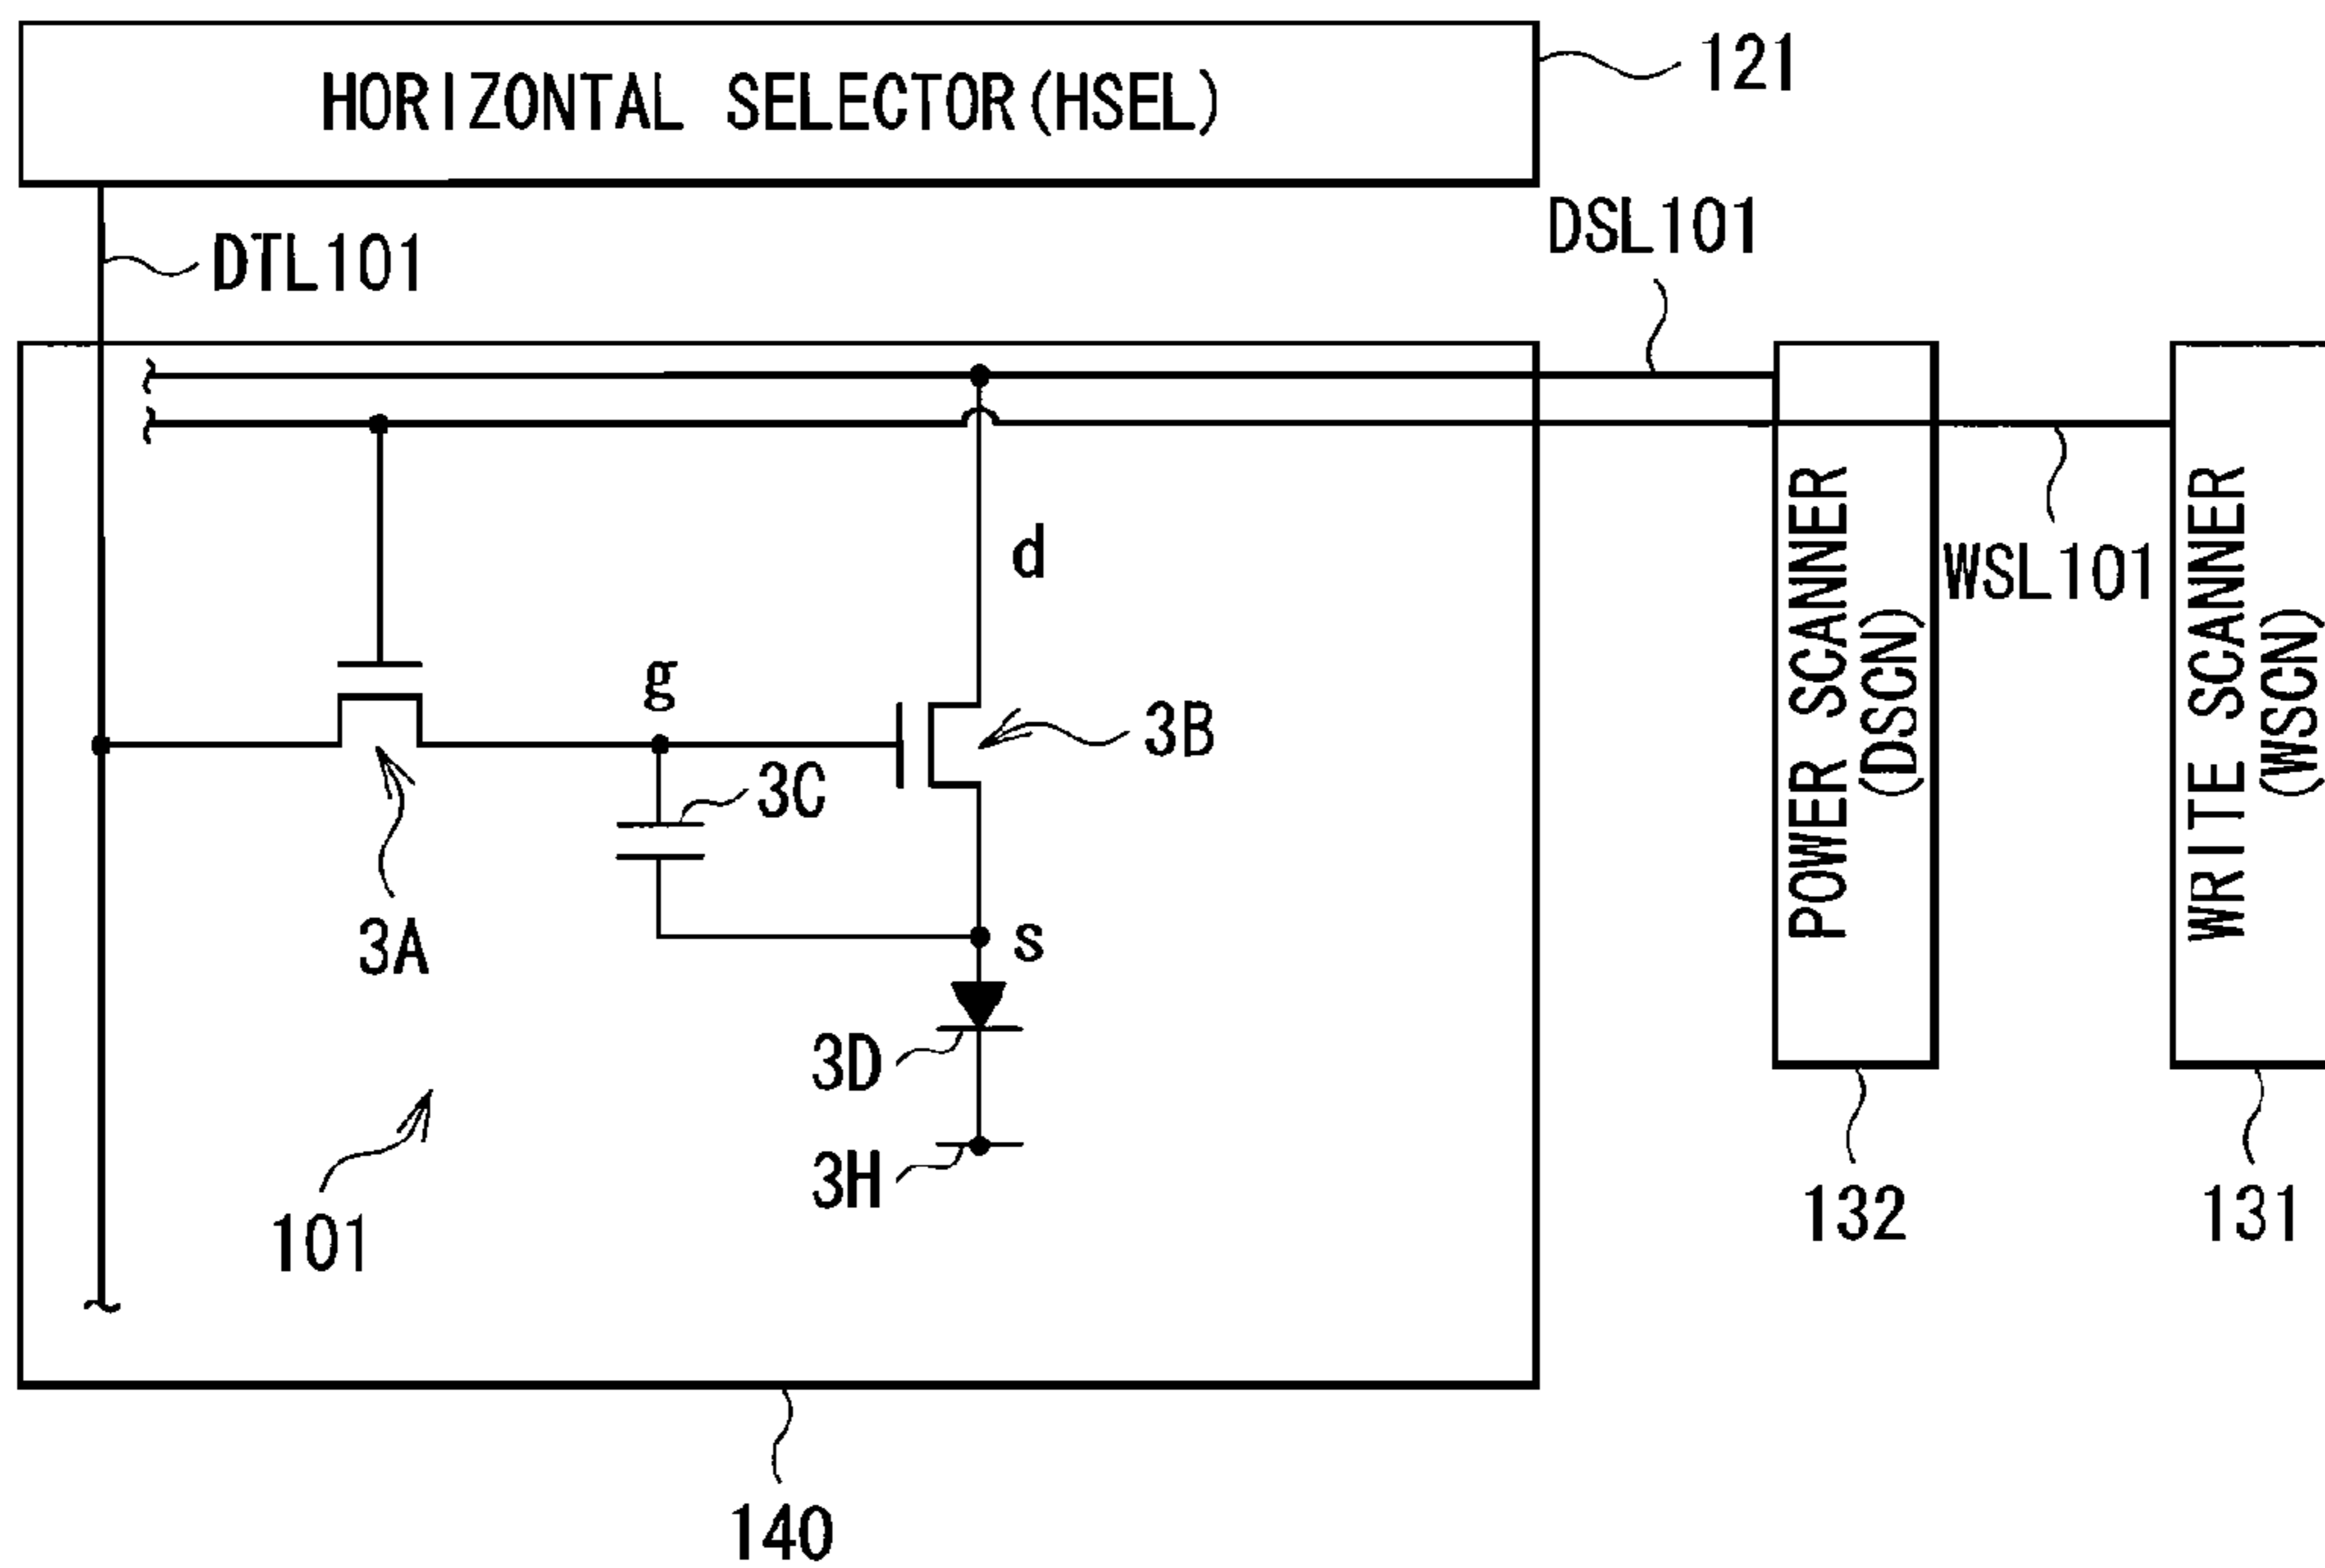 HORIZONTAL SELECTOR(HSEL)
121
DTL101
DSL101
d
g
3B
3C
3A
s
3D
3H
101
140
POWER SCANNER
(DSCN)
132
WSL101
WRITE SCANNER
(WSCN)
131